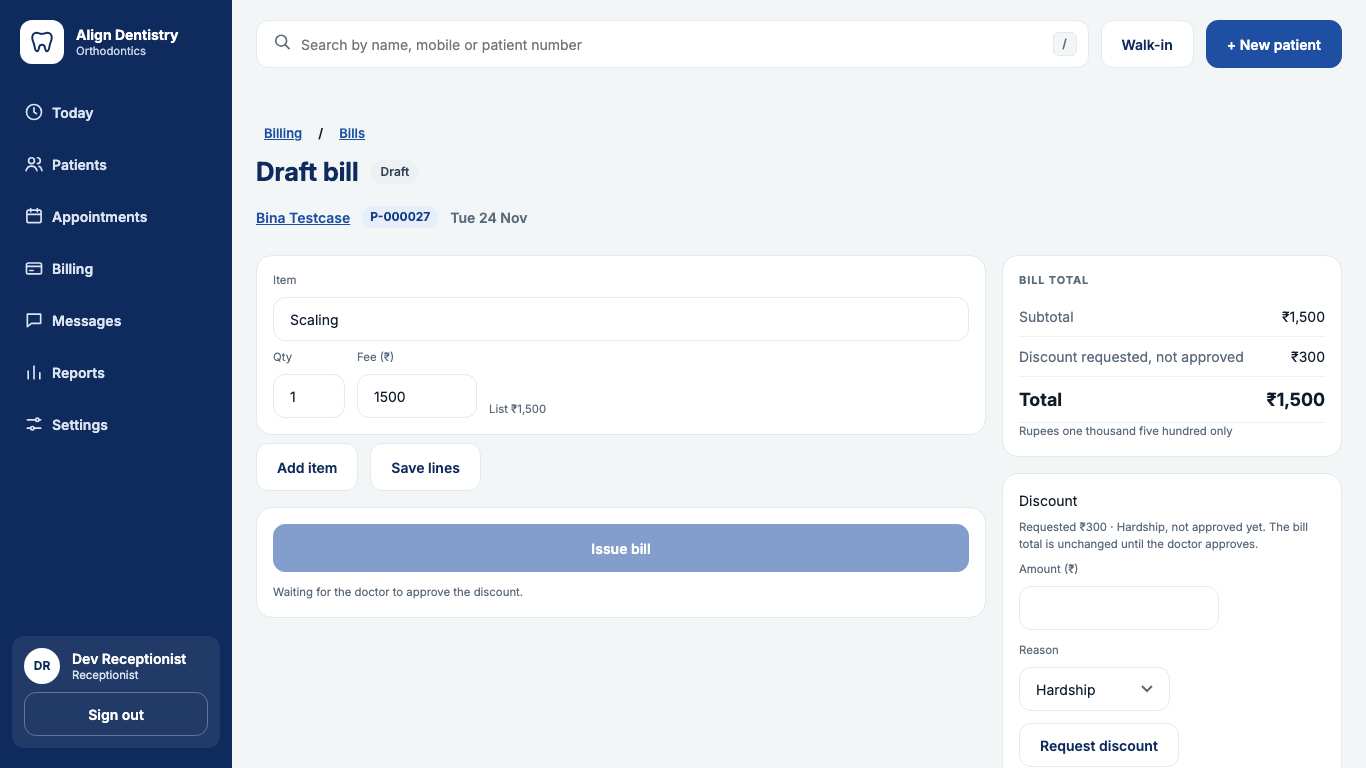 Align Dentistry
Orthodontics
Today
Patients
Appointments
Billing
Messages
Reports
Settings
DR
Dev Receptionist
Receptionist
Sign out
Search by name, mobile or patient number
/
Walk-in
+ New patient
Billing / Bills
Draft bill Draft
Bina Testcase P-000027 Tue 24 Nov
Item
Scaling
Qty Fee (₹)
1 1500 List ₹1,500
Add item Save lines
Issue bill
Waiting for the doctor to approve the discount.
BILL TOTAL
Subtotal ₹1,500
Discount requested, not approved ₹300
Total ₹1,500
Rupees one thousand five hundred only
Discount
Requested ₹300 · Hardship, not approved yet. The bill
total is unchanged until the doctor approves.
Amount (₹)
Reason
Hardship
Request discount